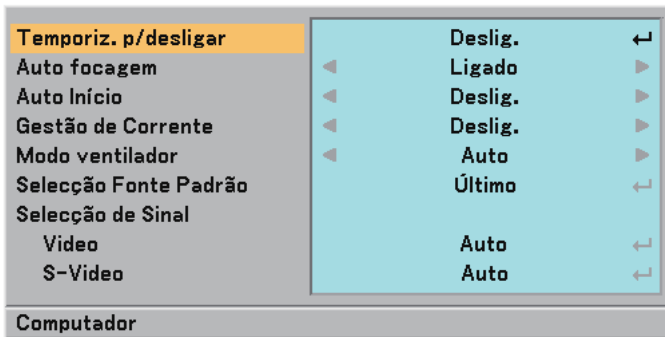 Temporiz. p/desligar Deslig.
Auto focagem Ligado
Auto Início Deslig.
Gestão de Corrente Deslig.
Modo ventilador Auto
Selecção Fonte Padrão Último
Selecção de Sinal
Video Auto
S-Video Auto
Computador